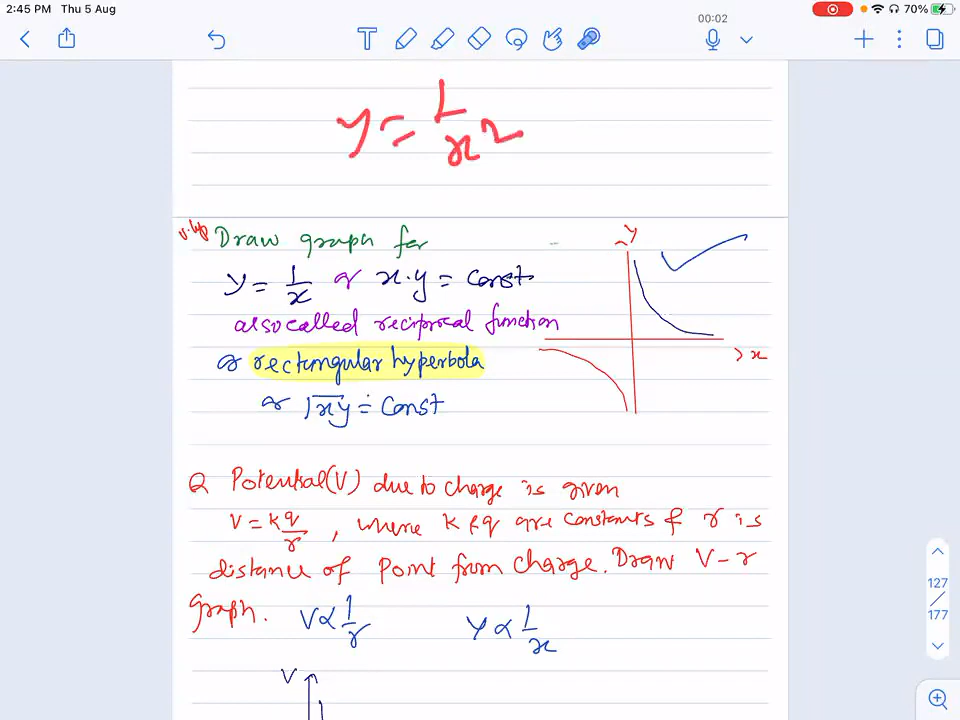 2:45 PM Thu 5 Aug
70%
00:02
T
y = 1/x²
v.Imp
Draw graph for
y = 1/x or x.y = const
also called reciprocal function
or rectangular hyperbola
or xy = Const
y
x
Q Potential(V) due to charge is given
V = kq/r, where k & q are constants & r is
distance of Point from charge. Draw V-r
graph. V∝1/r y∝1/x
V
127
177